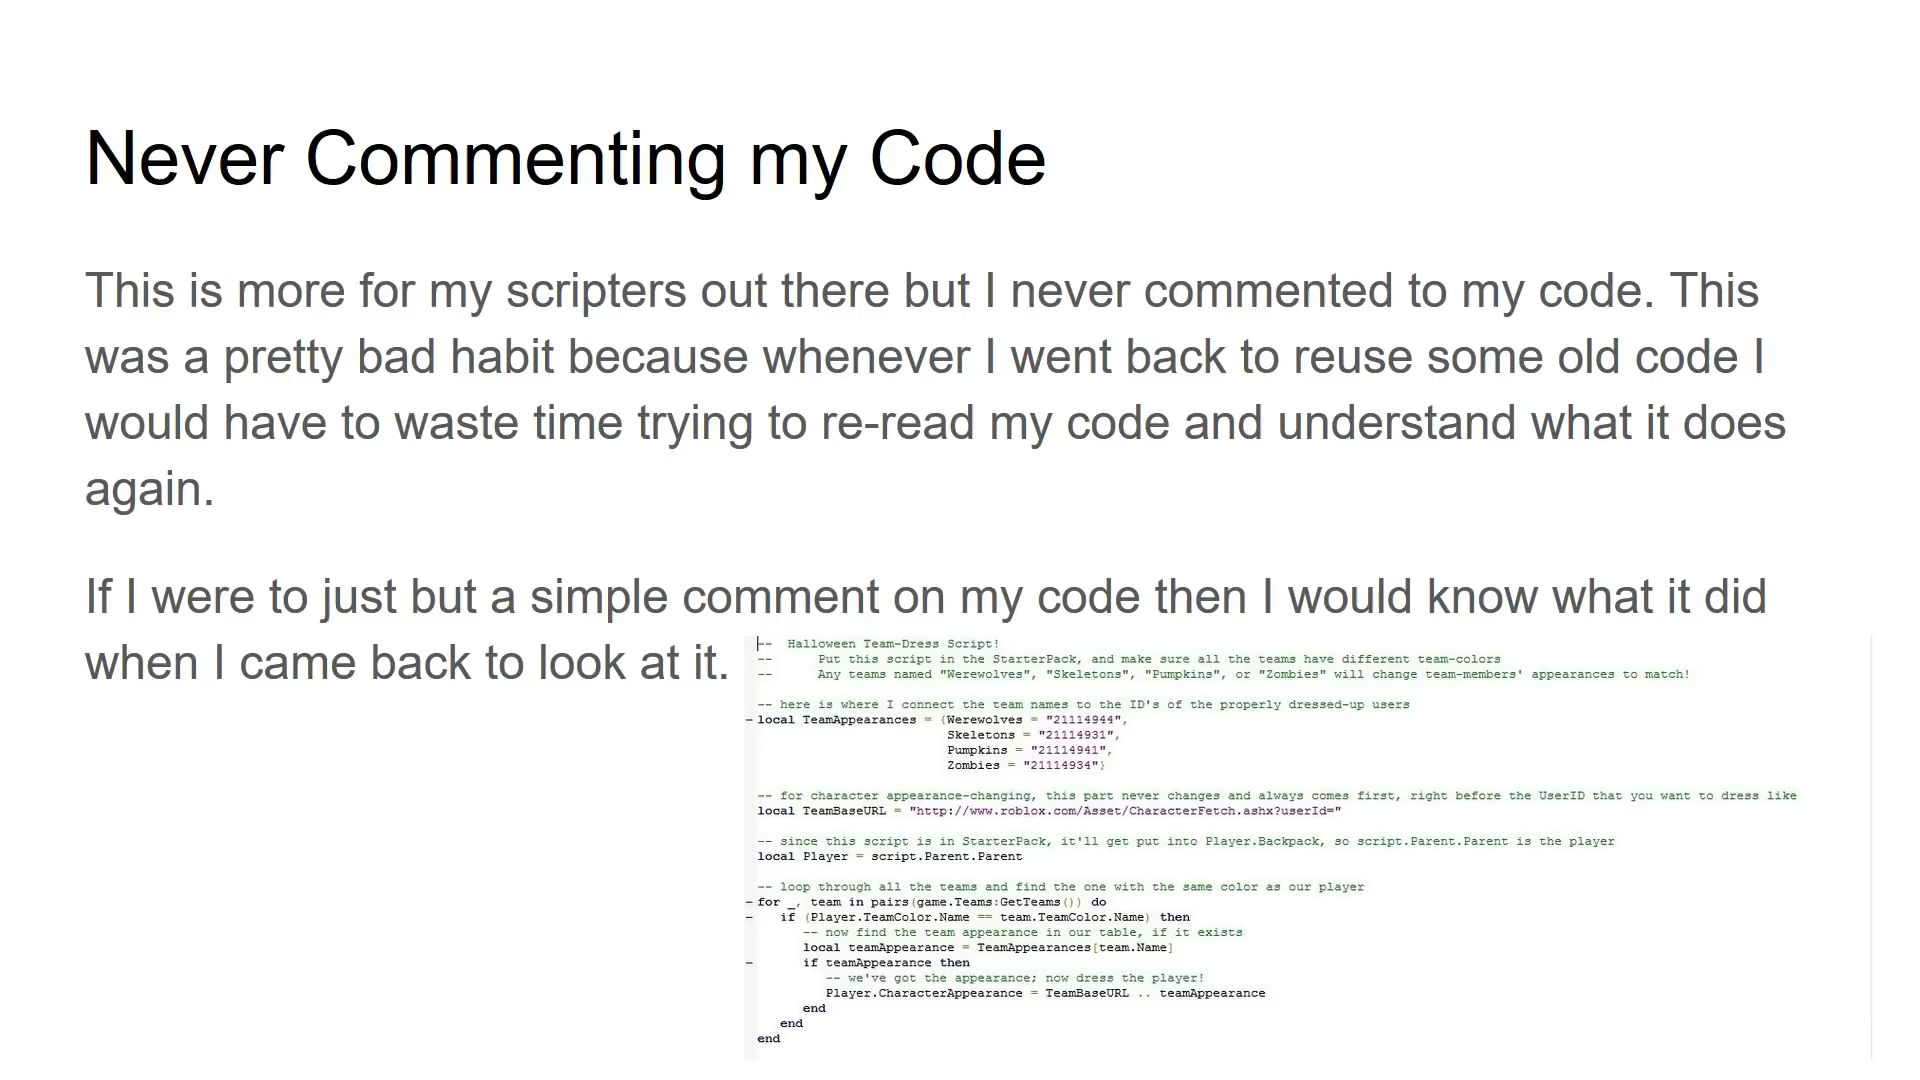 Never Commenting my Code
This is more for my scripters out there but I never commented to my code. This
was a pretty bad habit because whenever I went back to reuse some old code I
would have to waste time trying to re-read my code and understand what it does
again.
If I were to just but a simple comment on my code then I would know what it did
when I came back to look at it.
--  Halloween Team-Dress Script!
--      Put this script in the StarterPack, and make sure all the teams have different team-colors
--      Any teams named "Werewolves", "Skeletons", "Pumpkins", or "Zombies" will change team-members' appearances to match!
-- here is where I connect the team names to the ID's of the properly dressed-up users
local TeamAppearances = {Werewolves = "21114944",
                         Skeletons = "21114931",
                         Pumpkins = "21114941",
                         Zombies = "21114934"}
-- for character appearance-changing, this part never changes and always comes first, right before the UserID that you want to dress like
local TeamBaseURL = "http://www.roblox.com/Asset/CharacterFetch.ashx?userId="
-- since this script is in StarterPack, it'll get put into Player.Backpack, so script.Parent.Parent is the player
local Player = script.Parent.Parent
-- loop through all the teams and find the one with the same color as our player
for _, team in pairs(game.Teams:GetTeams()) do
   if (Player.TeamColor.Name == team.TeamColor.Name) then
      -- now find the team appearance in our table, if it exists
      local teamAppearance = TeamAppearances[team.Name]
      if teamAppearance then
         -- we've got the appearance; now dress the player!
         Player.CharacterAppearance = TeamBaseURL .. teamAppearance
      end
   end
end